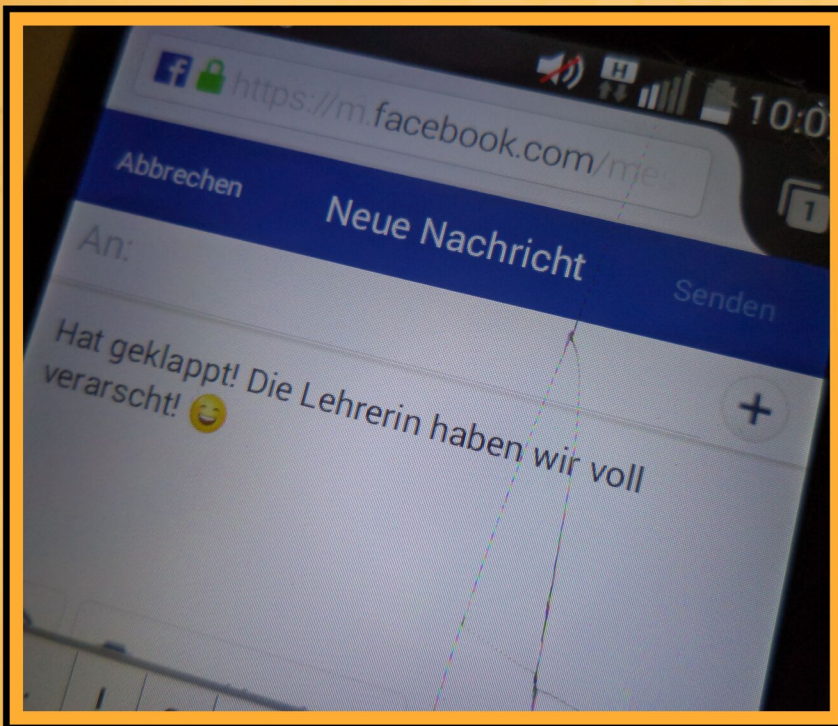 H
10:0
https://m.facebook.com/mes
1
Abbrechen
Neue Nachricht
Senden
An:
+
Hat geklappt! Die Lehrerin haben wir voll
verarscht! 😄